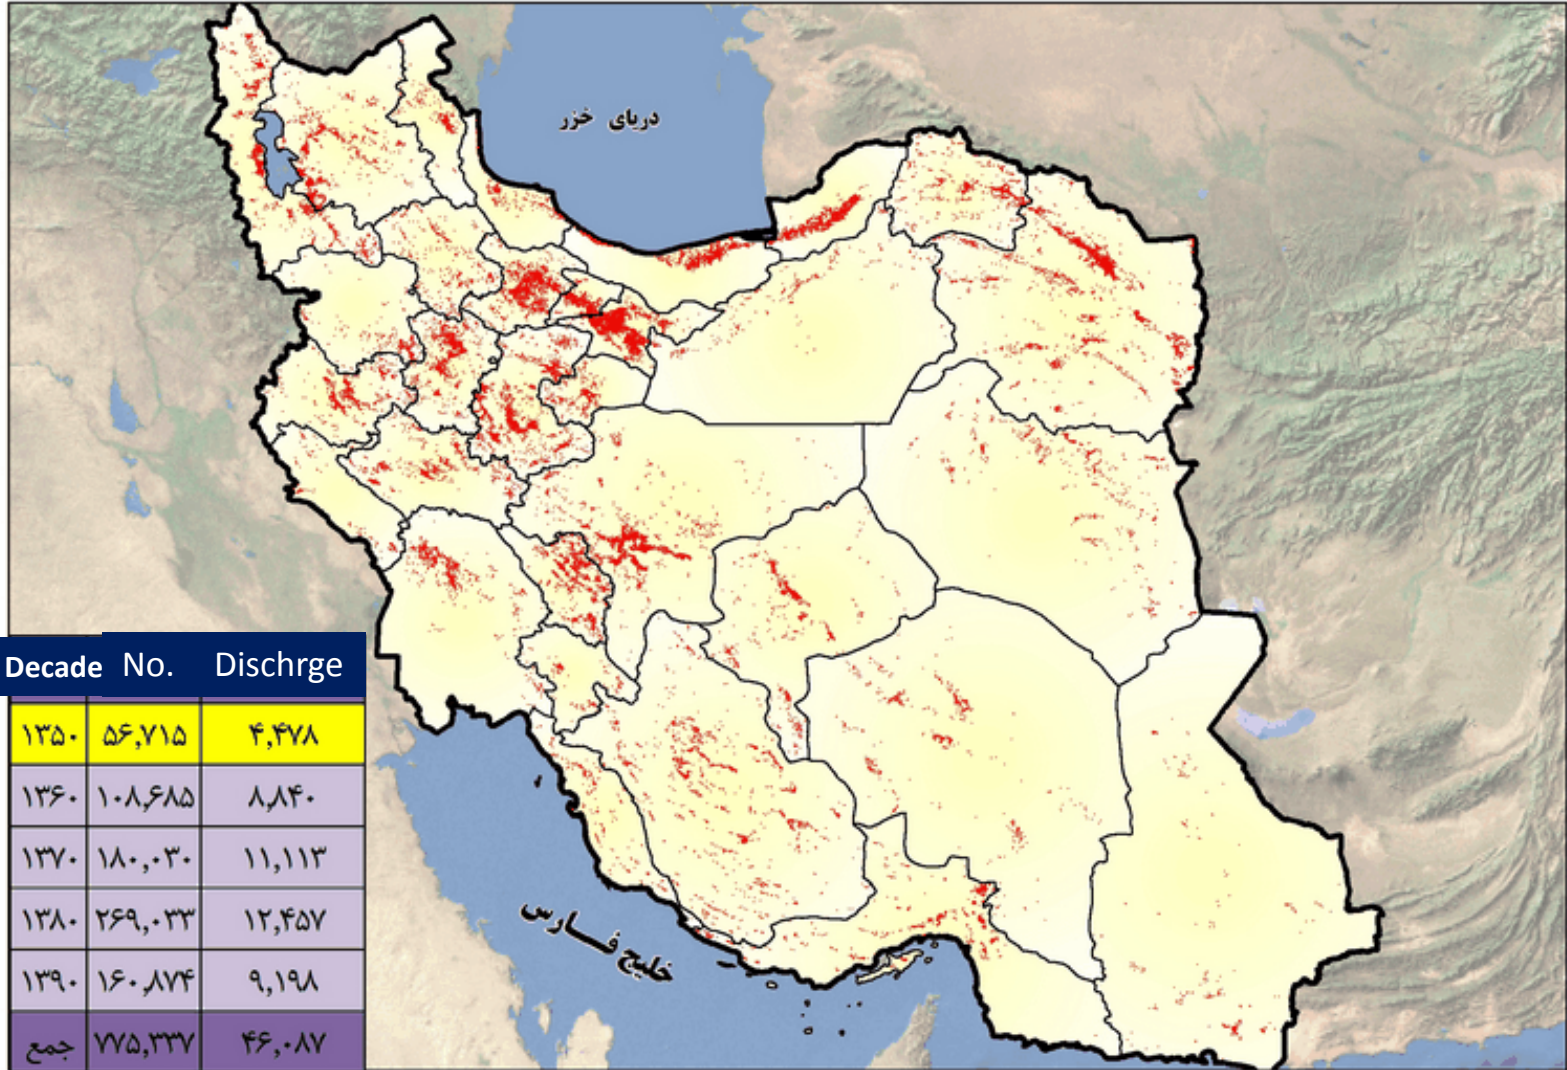 دریای خزر
خلیج فارس
Decade No. Dischrge
۱۳۵۰ ۵۶,۷۱۵ ۴,۴۷۸
۱۳۶۰ ۱۰۸,۶۸۵ ۸,۸۴۰
۱۳۷۰ ۱۸۰,۰۳۰ ۱۱,۱۱۳
۱۳۸۰ ۲۶۹,۰۳۳ ۱۲,۴۵۷
۱۳۹۰ ۱۶۰,۸۷۴ ۹,۱۹۸
جمع ۷۷۵,۳۳۷ ۴۶,۰۸۷